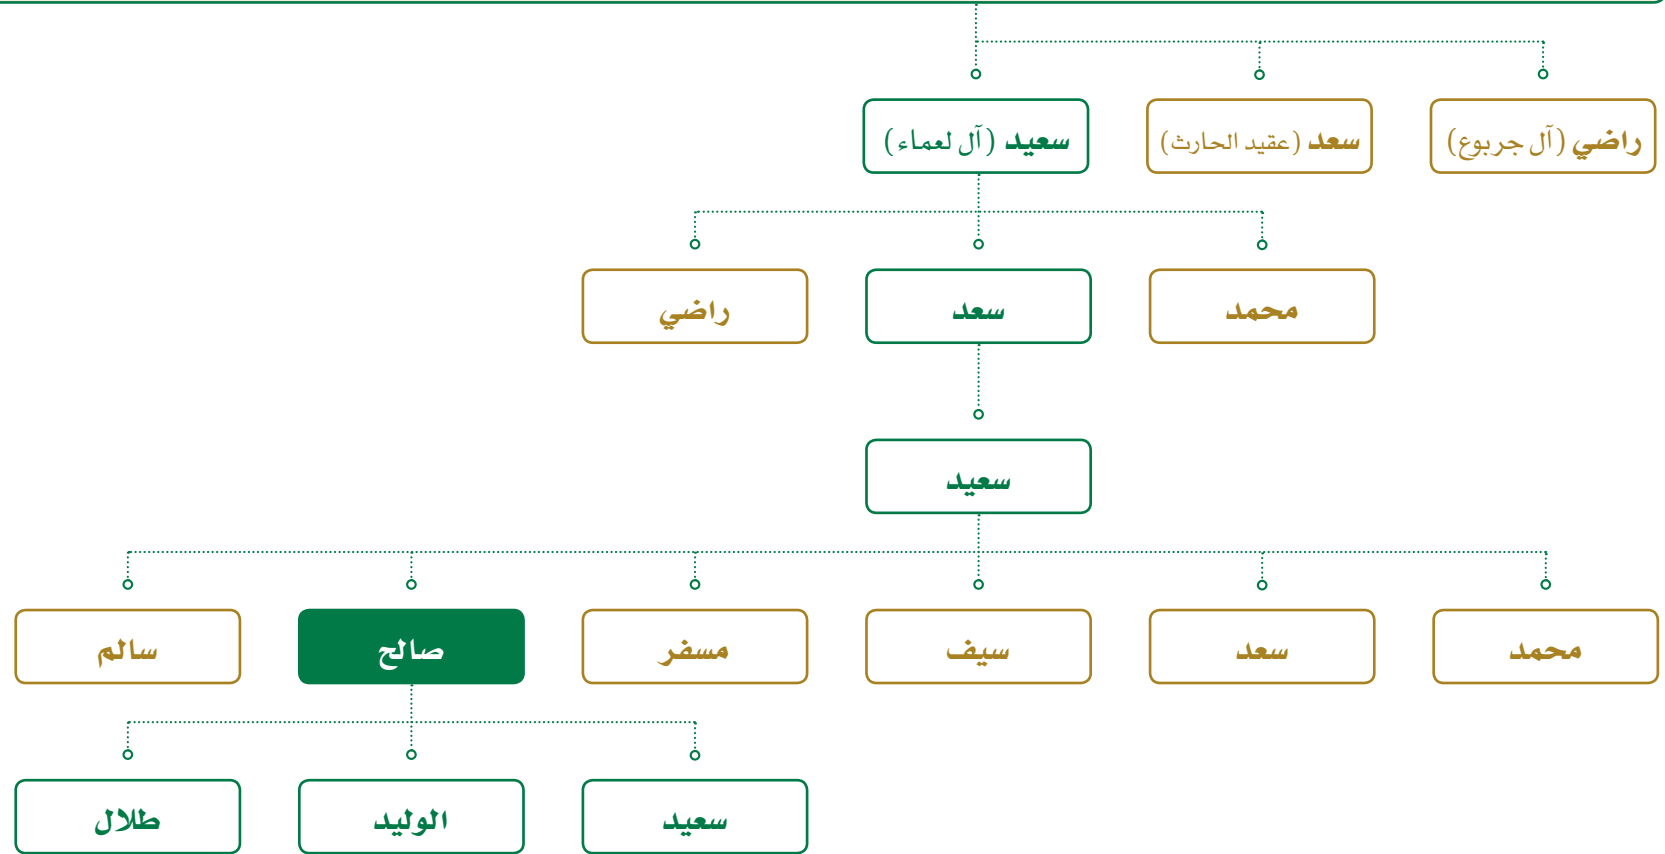 راضي (آل جربوع)
سعد (عقيد الحارث)
سعيد (آل لعماء)
محمد
سعد
راضي
سعيد
محمد
سعد
سيف
مسفر
صالح
سالم
سعيد
الوليد
طلال